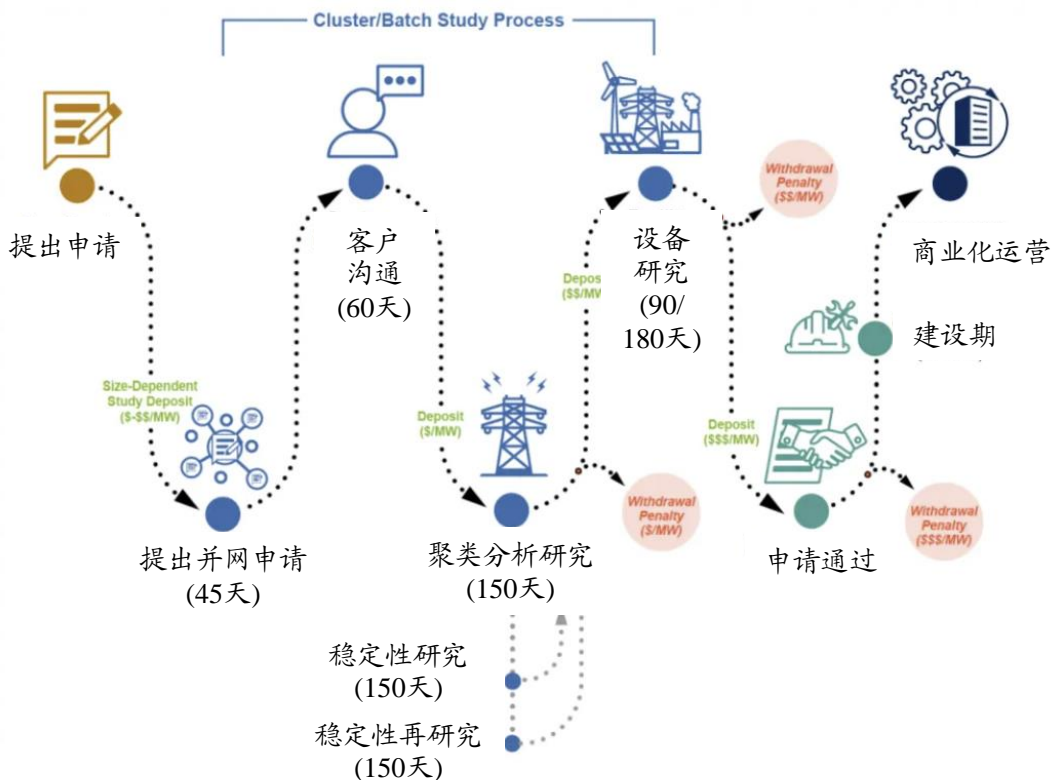 Cluster/Batch Study Process
提出申请
客户
沟通
(60天)
设备
研究
(90/
180天)
Withdrawal
Penalty
($$/MW)
商业化运营
建设期
Size-Dependent
Study Deposit
($-$$/MW)
Deposit
($/MW)
($$/MW
Deposit
($$$/MW)
提出并网申请
(45天)
聚类分析研究
(150天)
Withdrawal
Penalty
($/MW)
申请通过
Withdrawal
Penalty
($$$/MW)
稳定性研究
(150天)
稳定性再研究
(150天)